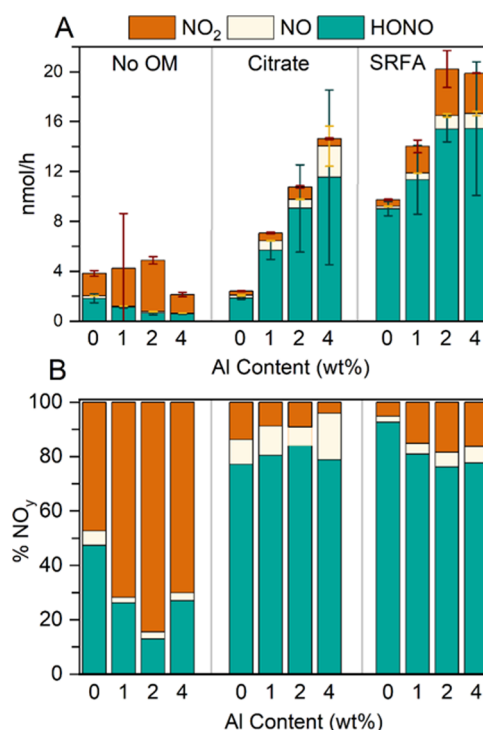 NO₂ NO HONO
A
No OM Citrate SRFA
nmol/h
20
16
12
8
4
0
0 1 2 4 0 1 2 4 0 1 2 4
Al Content (wt%)
B
% NOy
100
80
60
40
20
0
0 1 2 4 0 1 2 4 0 1 2 4
Al Content (wt%)